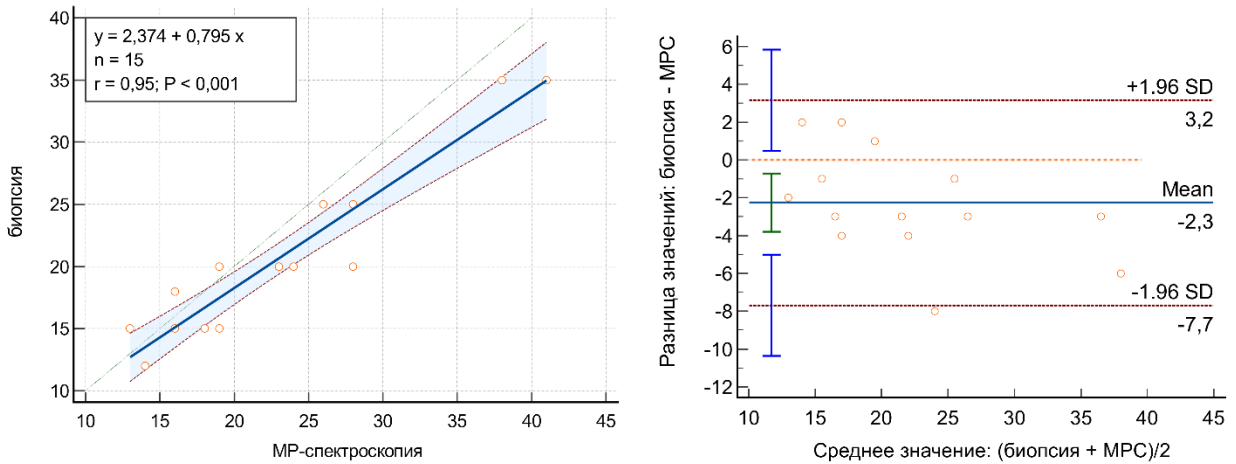 y = 2,374 + 0,795 x
n = 15
r = 0,95; P < 0,001
40
35
30
25
20
15
10
10 15 20 25 30 35 40 45
биопсия
МР-спектроскопия
6
4
2
0
-2
-4
-6
-8
-10
-12
10 15 20 25 30 35 40 45
Разница значений: биопсия - МРС
Среднее значение: (биопсия + МРС)/2
+1.96 SD
3,2
Mean
-2,3
-1.96 SD
-7,7